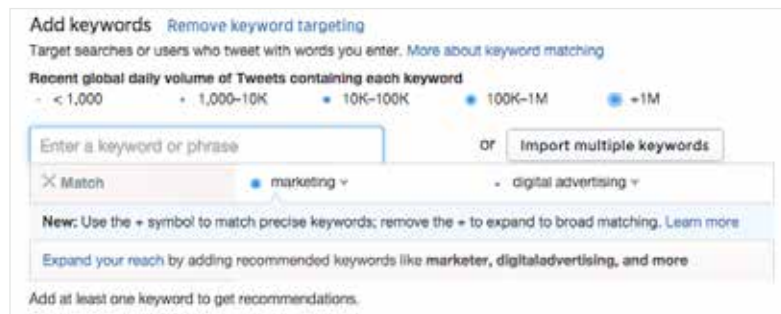 Add keywords Remove keyword targeting
Target searches or users who tweet with words you enter. More about keyword matching
Recent global daily volume of Tweets containing each keyword
< 1,000 1,000–10K 10K–100K 100K–1M +1M
Enter a keyword or phrase or Import multiple keywords
Match marketing digital advertising
New: Use the + symbol to match precise keywords; remove the + to expand to broad matching. Learn more
Expand your reach by adding recommended keywords like marketer, digitaladvertising, and more
Add at least one keyword to get recommendations.